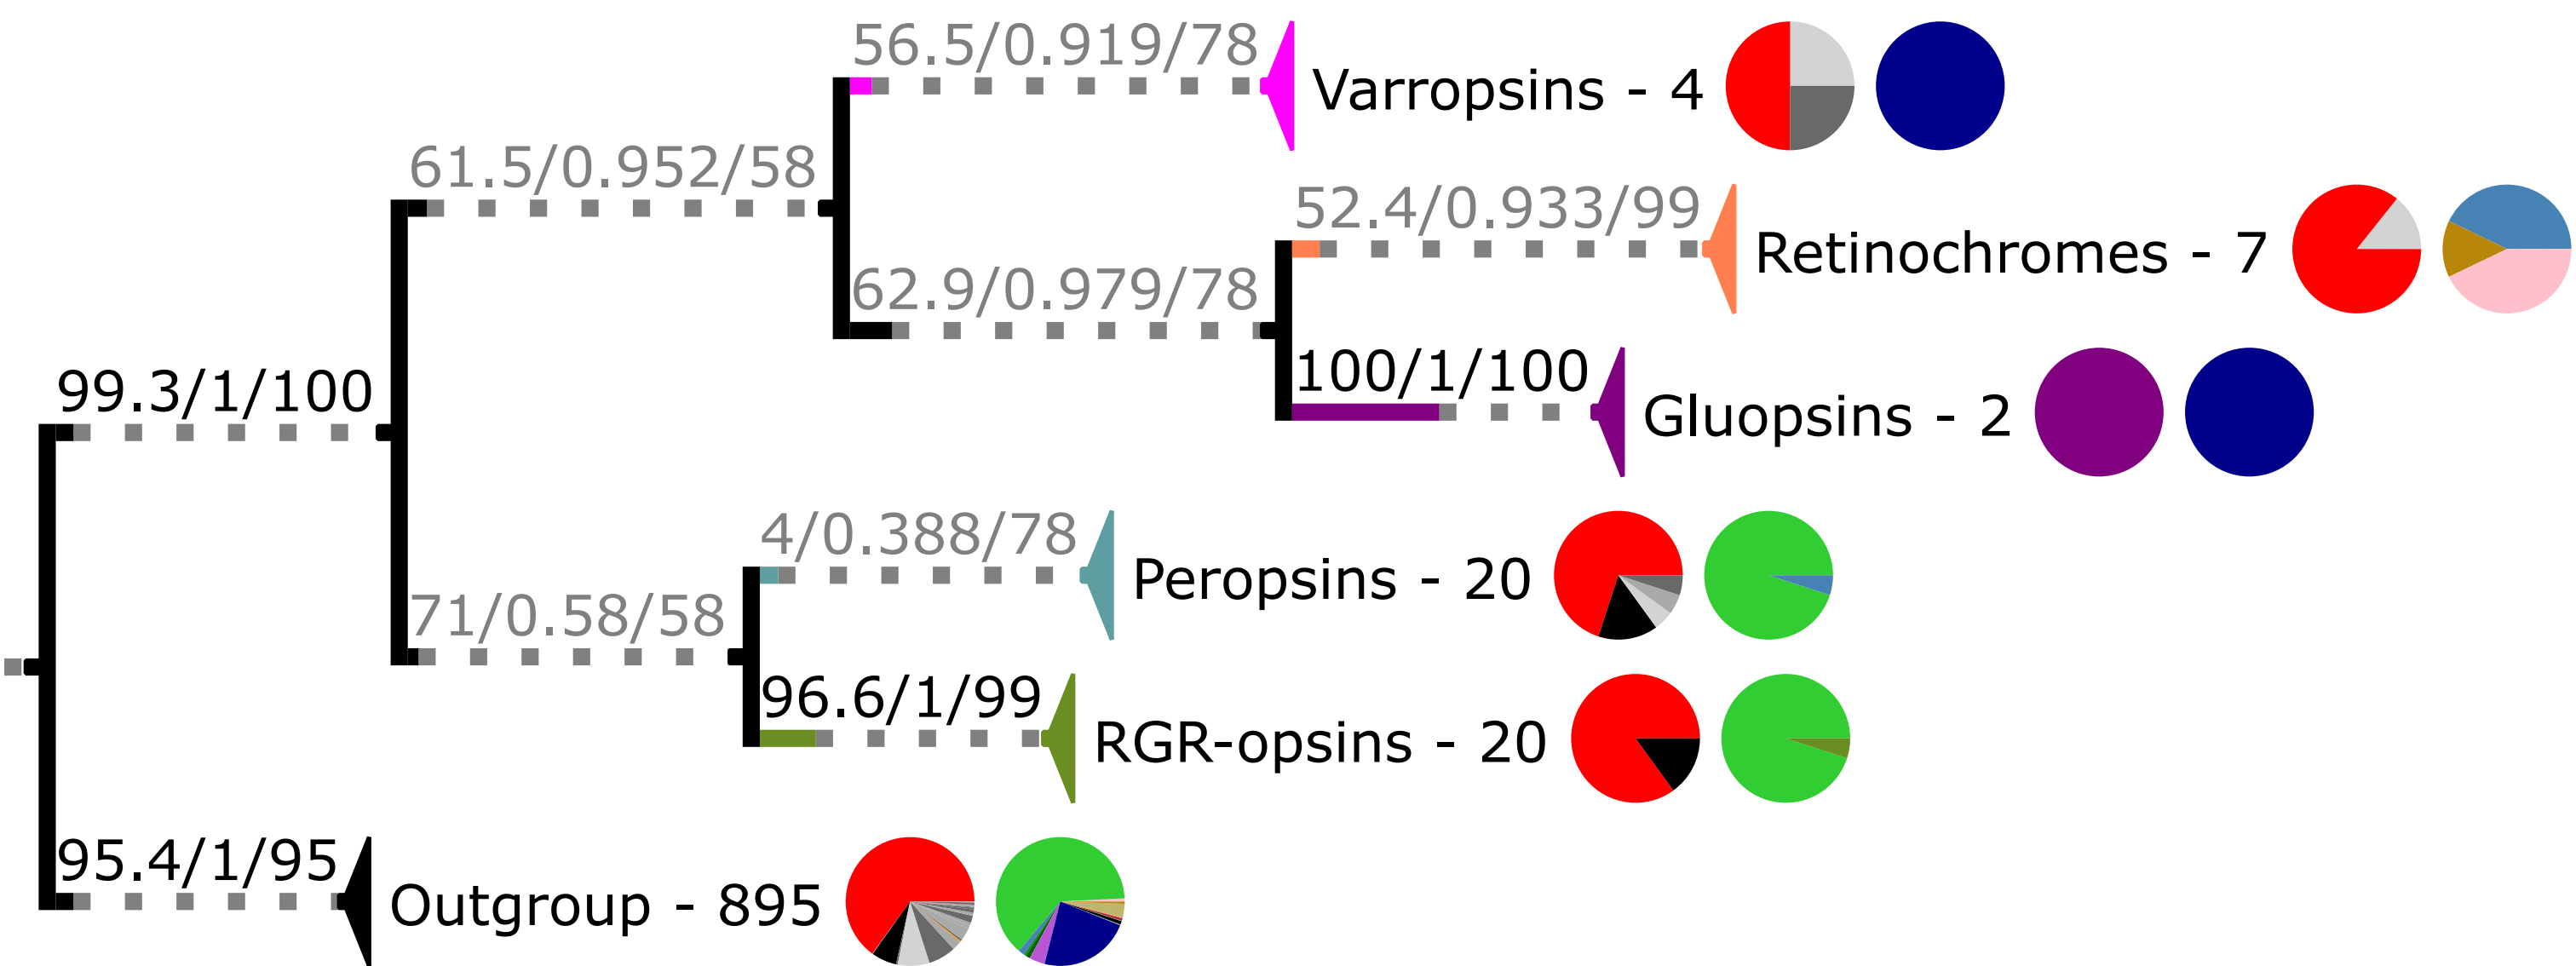 56.5/0.919/78
Varropsins - 4
61.5/0.952/58
52.4/0.933/99
Retinochromes - 7
62.9/0.979/78
100/1/100
Gluopsins - 2
99.3/1/100
4/0.388/78
Peropsins - 20
71/0.58/58
96.6/1/99
RGR-opsins - 20
95.4/1/95
Outgroup - 895